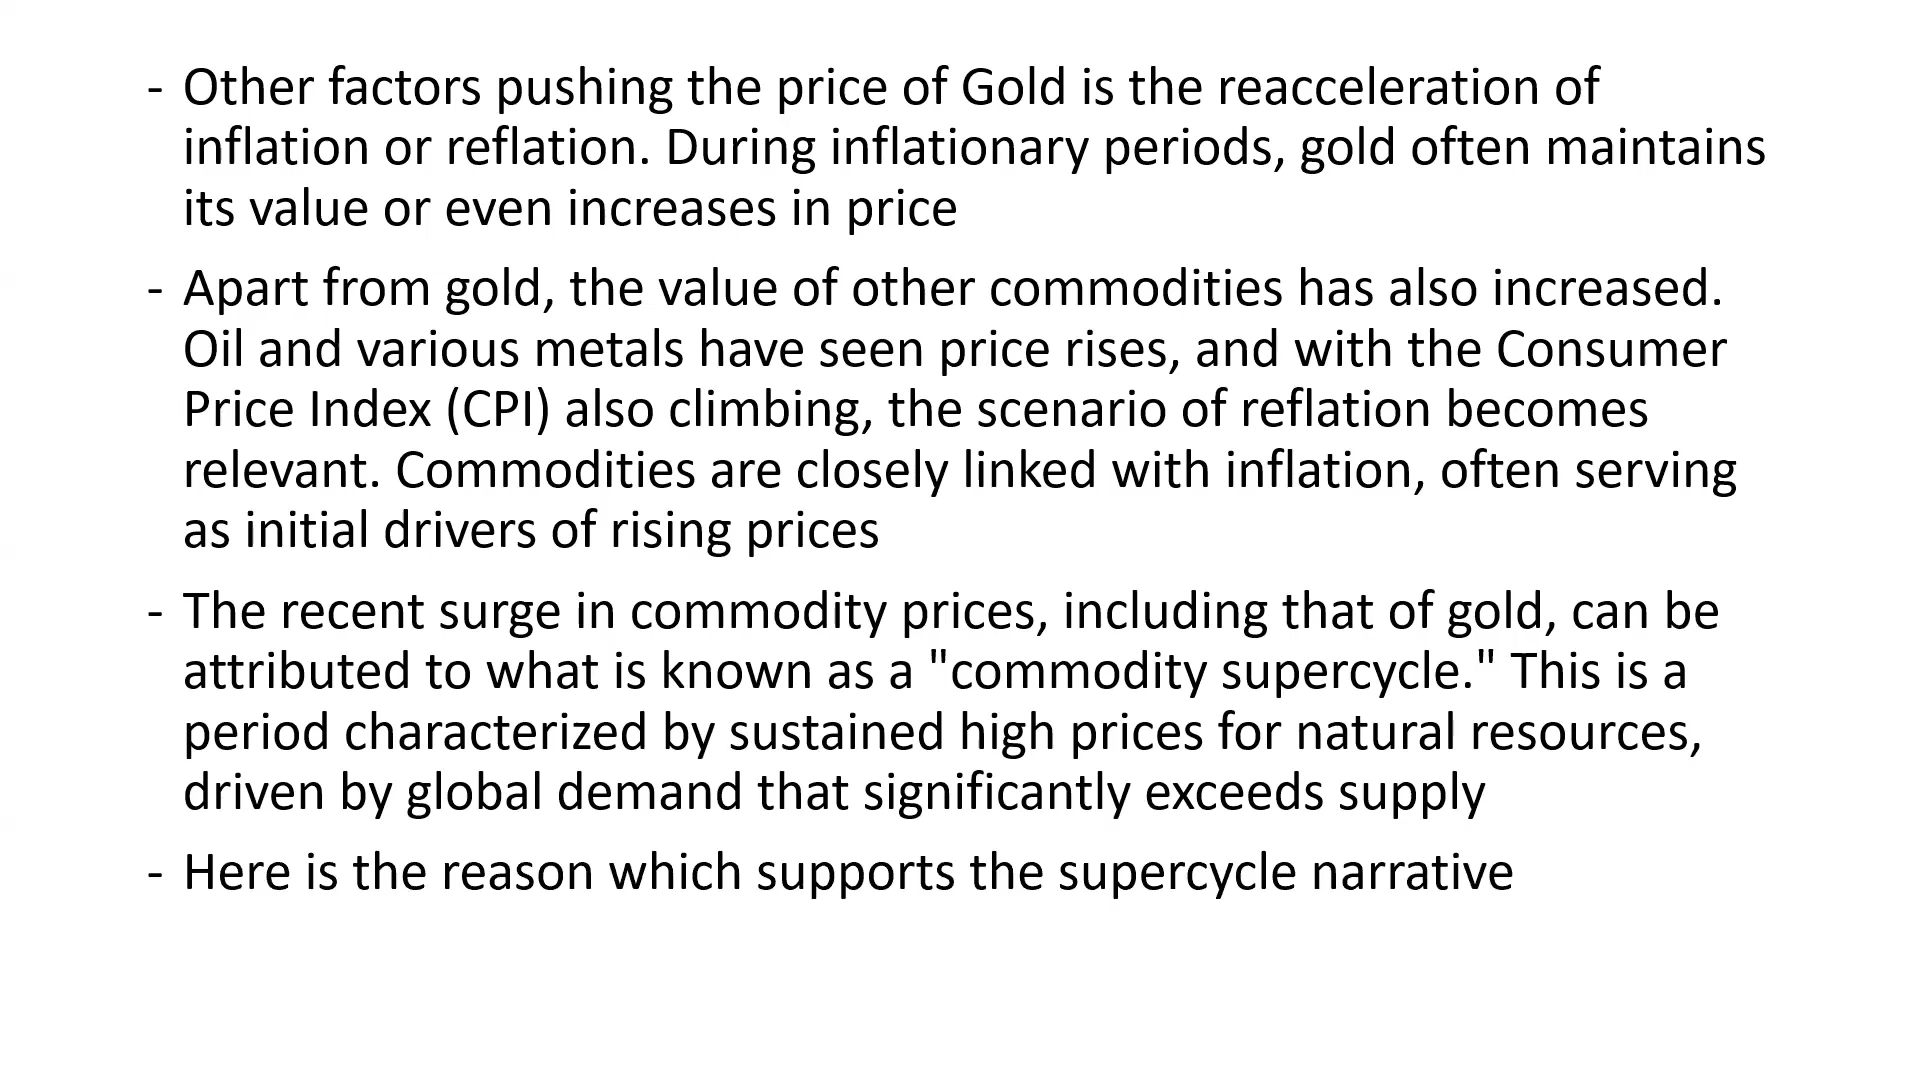 - Other factors pushing the price of Gold is the reacceleration of
inflation or reflation. During inflationary periods, gold often maintains
its value or even increases in price
- Apart from gold, the value of other commodities has also increased.
Oil and various metals have seen price rises, and with the Consumer
Price Index (CPI) also climbing, the scenario of reflation becomes
relevant. Commodities are closely linked with inflation, often serving
as initial drivers of rising prices
- The recent surge in commodity prices, including that of gold, can be
attributed to what is known as a "commodity supercycle." This is a
period characterized by sustained high prices for natural resources,
driven by global demand that significantly exceeds supply
- Here is the reason which supports the supercycle narrative